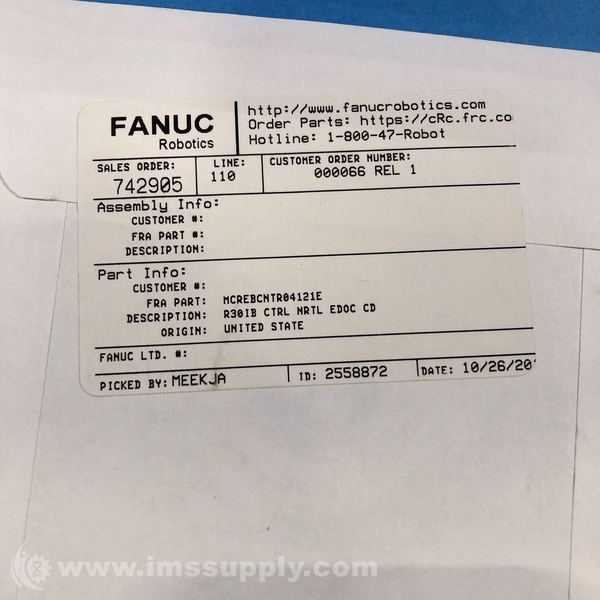 FANUC
Robotics
http://www.fanucrobotics.com
Order Parts: https://cRc.frc.co
Hotline: 1-800-47-Robot
SALES ORDER: 742905
LINE: 110
CUSTOMER ORDER NUMBER: 000066 REL 1
Assembly Info:
CUSTOMER #:
FRA PART #:
DESCRIPTION:
Part Info:
CUSTOMER #:
FRA PART: MCREBCNTR04121E
DESCRIPTION: R30IB CTRL NRTL EDOC CD
ORIGIN: UNITED STATE
FANUC LTD. #:
PICKED BY: MEEKJA ID: 2558872 DATE: 10/26/20
www.imssupply.com